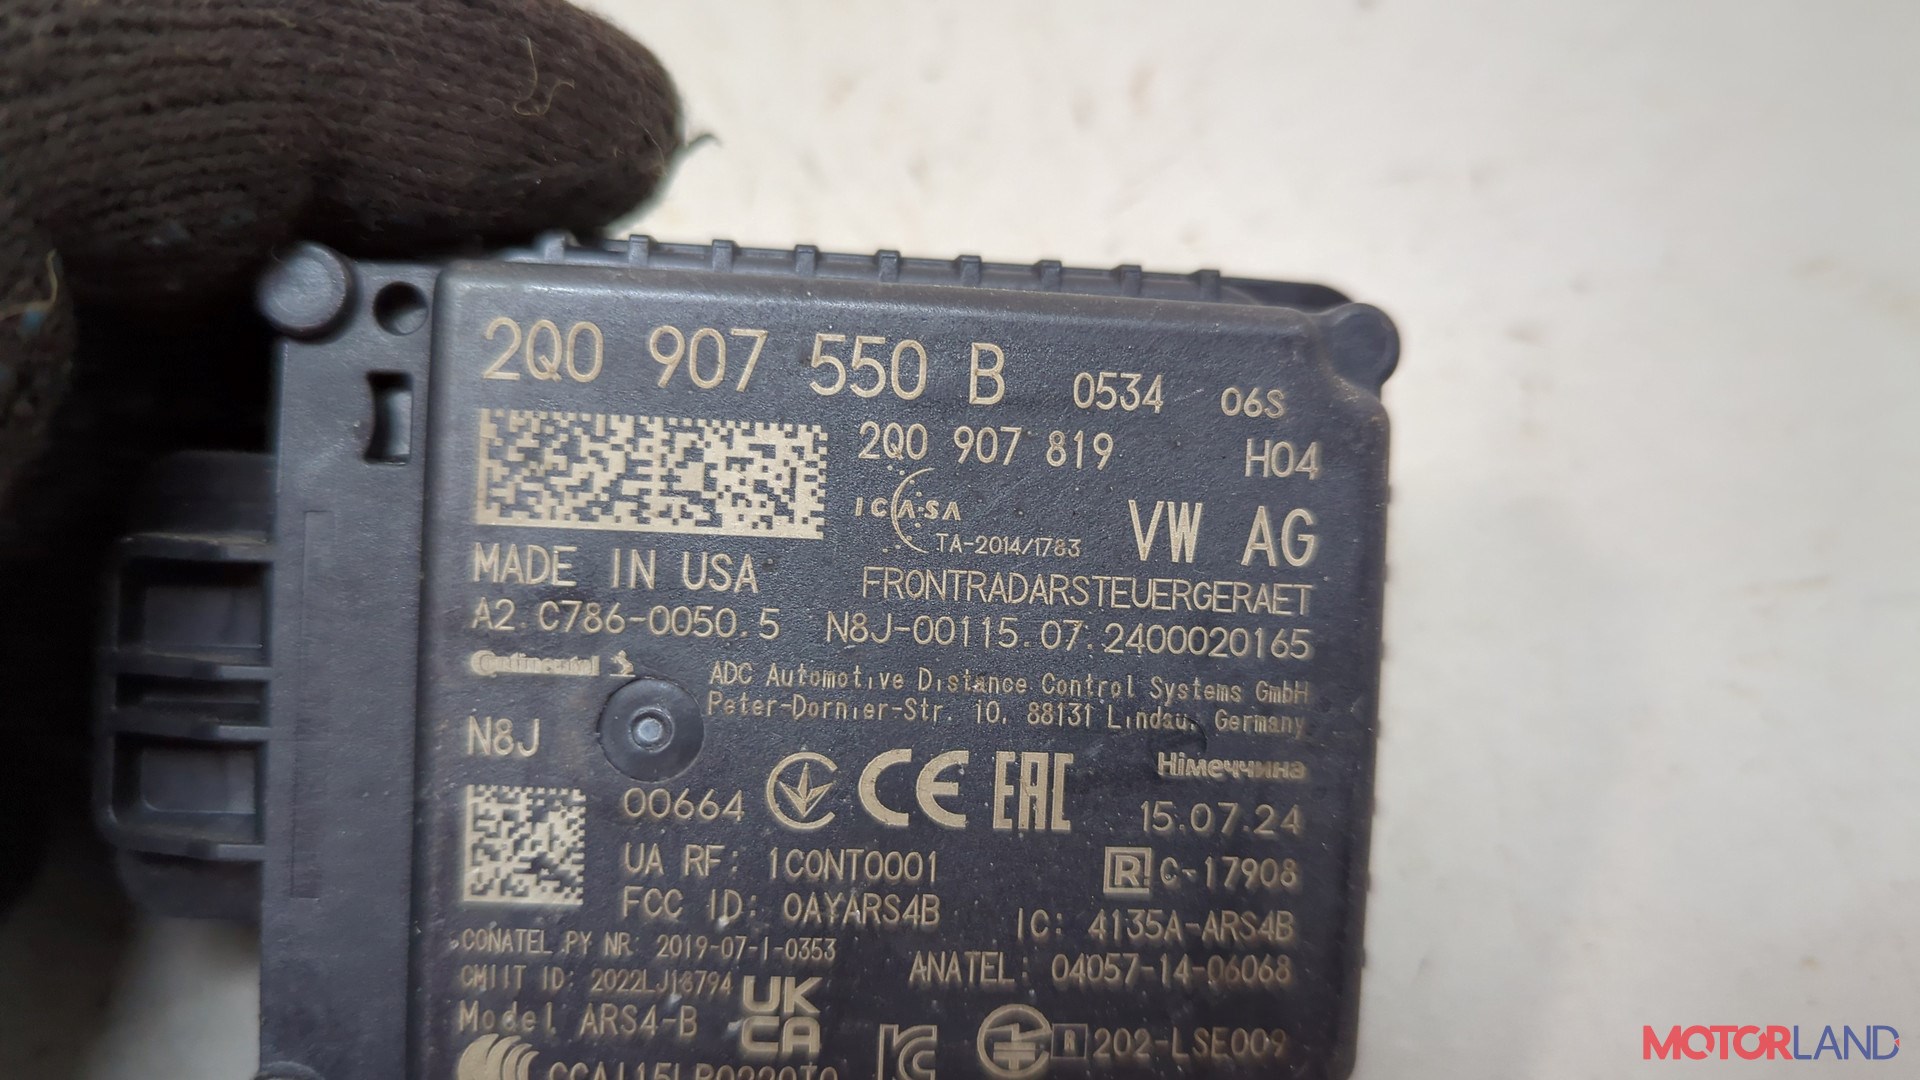 2Q0 907 550 B 0534 06S
2Q0 907 819 H04
ICASA
TA-2014/1783
VW AG
MADE IN USA
FRONTRADARSTEUERGERAET
A2.C786-0050.5 N8J-00115.07.2400020165
Continental
ADC Automotive Distance Control Systems GmbH
Peter-Dornier-Str. 10, 88131 Lindau, Germany
N8J
Німеччина
00664 CE EAC 15.07.24
UA RF: 1CONT0001 R! C-17908
FCC ID: OAYARS4B IC: 4135A-ARS4B
CONATEL PY NR 2019-07-I-0353
ANATEL: 04057-14-06068
CMIIT ID: 2022LJ18794
UK
CA
Model ARS4-B
R 202-LSE009
MOTORLAND